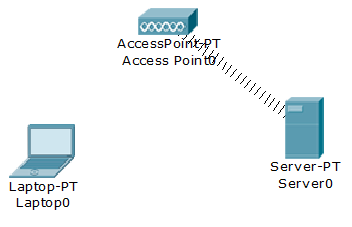 AccessPoint-PT
Access Point0
Laptop-PT
Laptop0
Server-PT
Server0